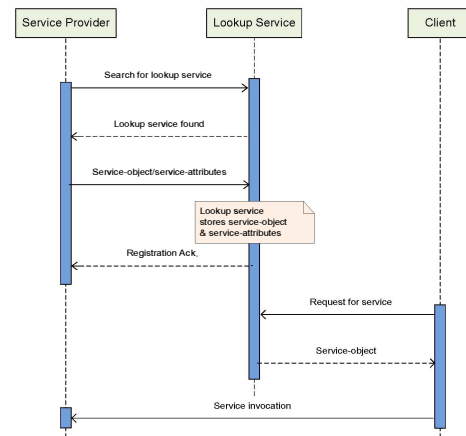 Service Provider
Lookup Service
Client
Search for lookup service
Lookup service found
Service-object/service-attributes
Lookup service
stores service-object
& service-attributes
Registration Ack.
Request for service
Service-object
Service invocation